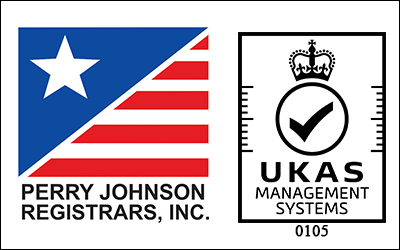 PERRY JOHNSON
REGISTRARS, INC.
UKAS
MANAGEMENT
SYSTEMS
0105